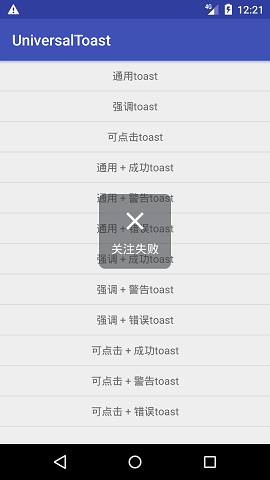 4G 12:21
UniversalToast
通用toast
强调toast
可点击toast
通用 + 成功toast
通用 + 警告toast
通用 + 错误toast
关注失败
强调 + 成功toast
强调 + 警告toast
强调 + 错误toast
可点击 + 成功toast
可点击 + 警告toast
可点击 + 错误toast